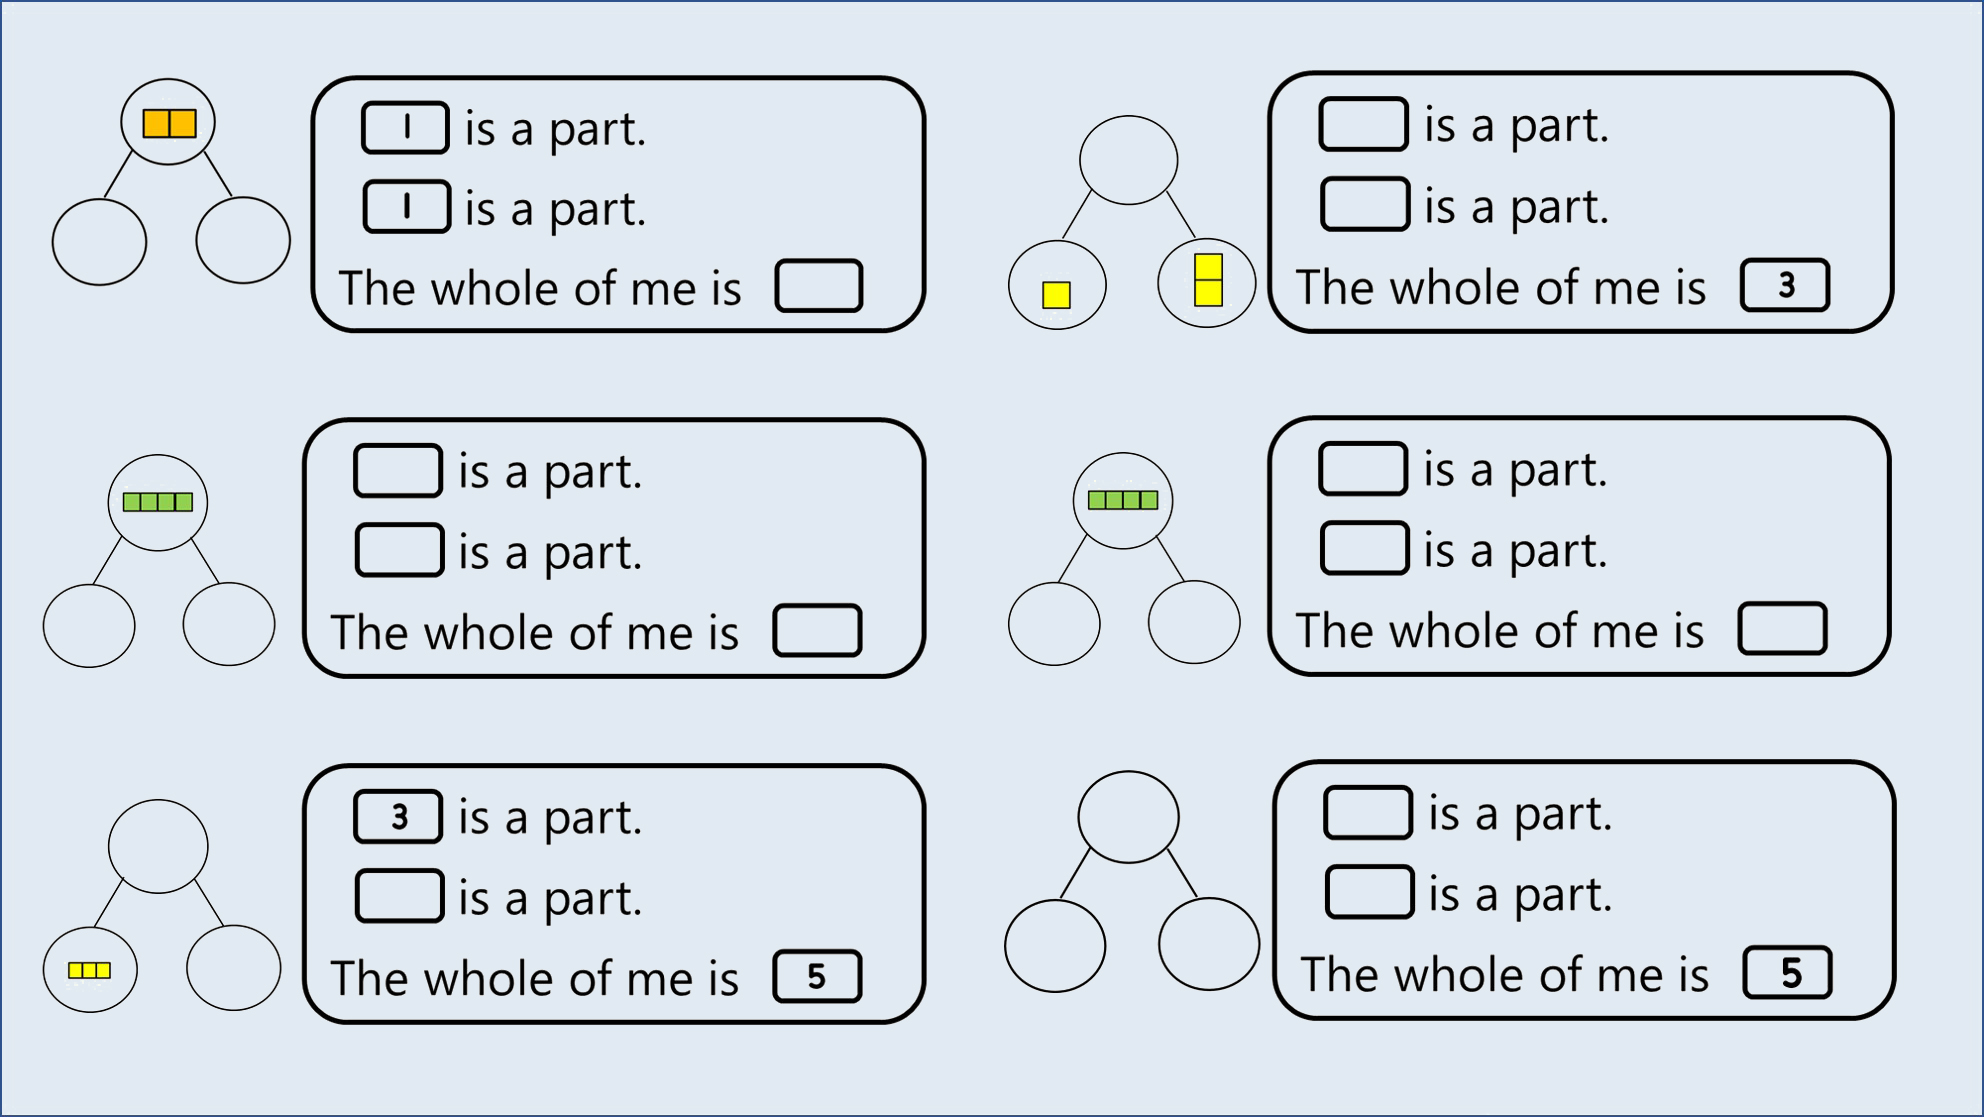 1 is a part.
1 is a part.
The whole of me is
is a part.
is a part.
The whole of me is 3
is a part.
is a part.
The whole of me is
is a part.
is a part.
The whole of me is
3 is a part.
is a part.
The whole of me is 5
is a part.
is a part.
The whole of me is 5